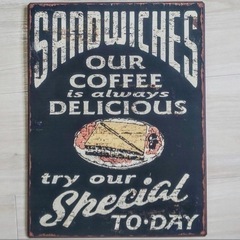 SANDWICHES
OUR
COFFEE
is always
DELICIOUS
try our
Special
TO·DAY